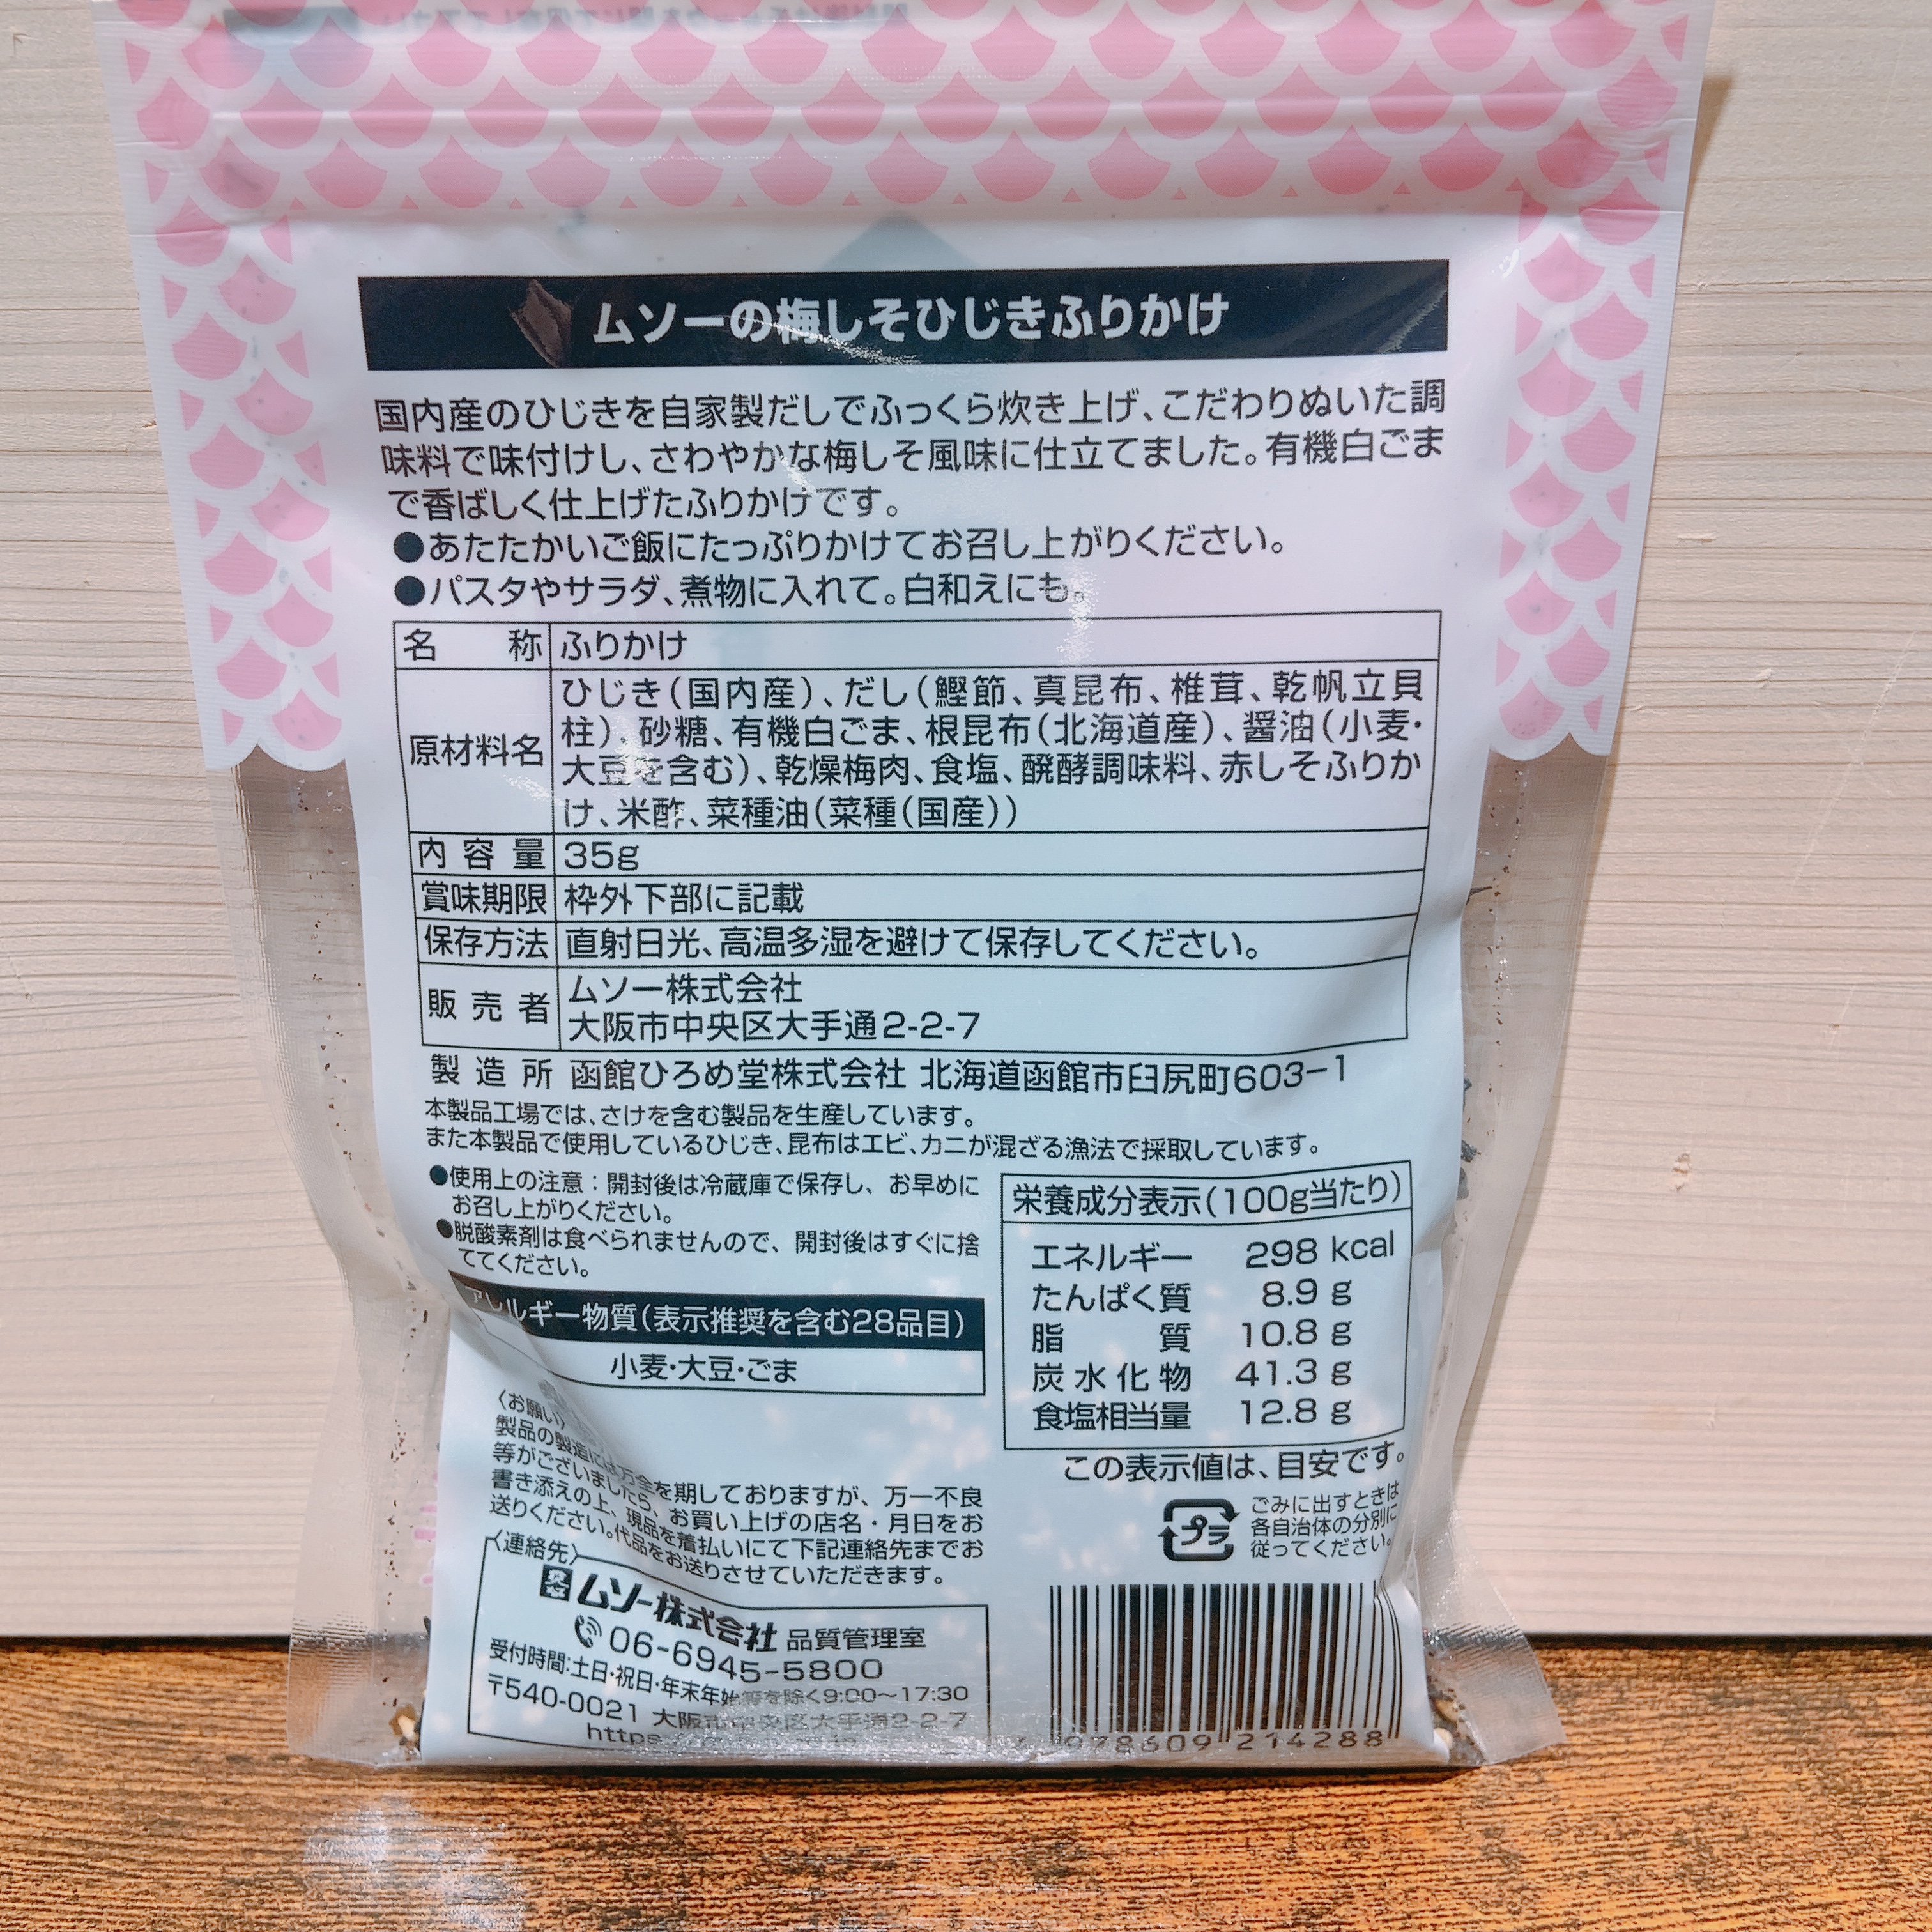 ムソーの梅しそひじきふりかけ
国内産のひじきを自家製だしでふっくら炊き上げ、こだわりぬいた調
味料で味付けし、さわやかな梅しそ風味に仕立てました。有機白ごま
で香ばしく仕上げたふりかけです。
●あたたかいご飯にたっぷりかけてお召し上がりください。
●パスタやサラダ、煮物に入れて。白和えにも。
名 称 ふりかけ
原材料名 ひじき(国内産)、だし(鰹節、真昆布、椎茸、乾帆立貝
柱)、砂糖、有機白ごま、根昆布(北海道産)、醤油(小麦・
大豆を含む)、乾燥梅肉、食塩、醗酵調味料、赤しそふりか
け、米酢、菜種油(菜種(国産))
内容量 35g
賞味期限 枠外下部に記載
保存方法 直射日光、高温多湿を避けて保存してください。
販売者 ムソー株式会社
大阪市中央区大手通2-2-7
製造所 函館ひろめ堂株式会社 北海道函館市臼尻町603-1
本製品工場では、さけを含む製品を生産しています。
また本製品で使用しているひじき、昆布はエビ、カニが混ざる漁法で採取しています。
●使用上の注意：開封後は冷蔵庫で保存し、お早めに
お召し上がりください。
●脱酸素剤は食べられませんので、開封後はすぐに捨
ててください。
アレルギー物質(表示推奨を含む28品目)
小麦・大豆・ごま
栄養成分表示(100g当たり)
エネルギー 298 kcal
たんぱく質 8.9 g
脂 質 10.8 g
炭水化物 41.3 g
食塩相当量 12.8 g
この表示値は、目安です。
プラ
ごみに出すときは
各自治体の分別に
従ってください。
〈お願い〉
製品の製造には万全を期しておりますが、万一不良
等がございましたら、お買い上げの店名・月日をお
書き添えの上、現品を着払いにて下記連絡先までお
送りください。代品をお送りさせていただきます。
〈連絡先〉
ムソー株式会社 品質管理室
06-6945-5800
受付時間:土日・祝日・年末年始等を除く9:00〜17:30
〒540-0021 大阪市中央区大手通2-2-7
https
978609 214288